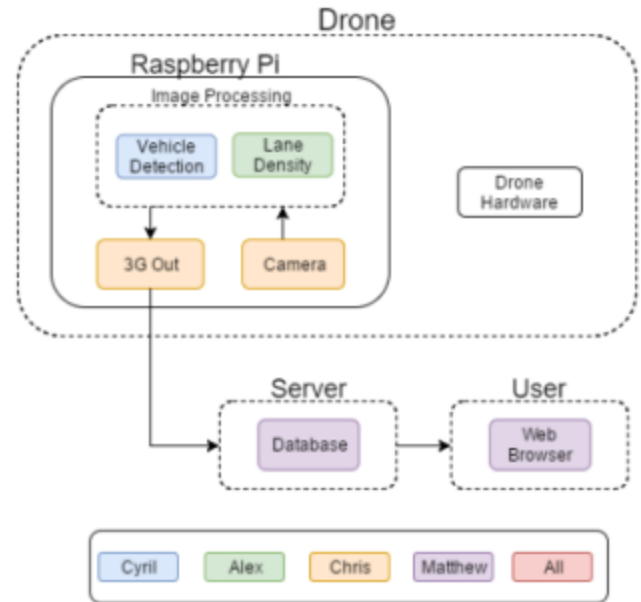 Drone
Raspberry Pi
Image Processing
Vehicle
Detection
Lane
Density
Drone
Hardware
3G Out
Camera
Server
User
Database
Web
Browser
Cyril
Alex
Chris
Matthew
All